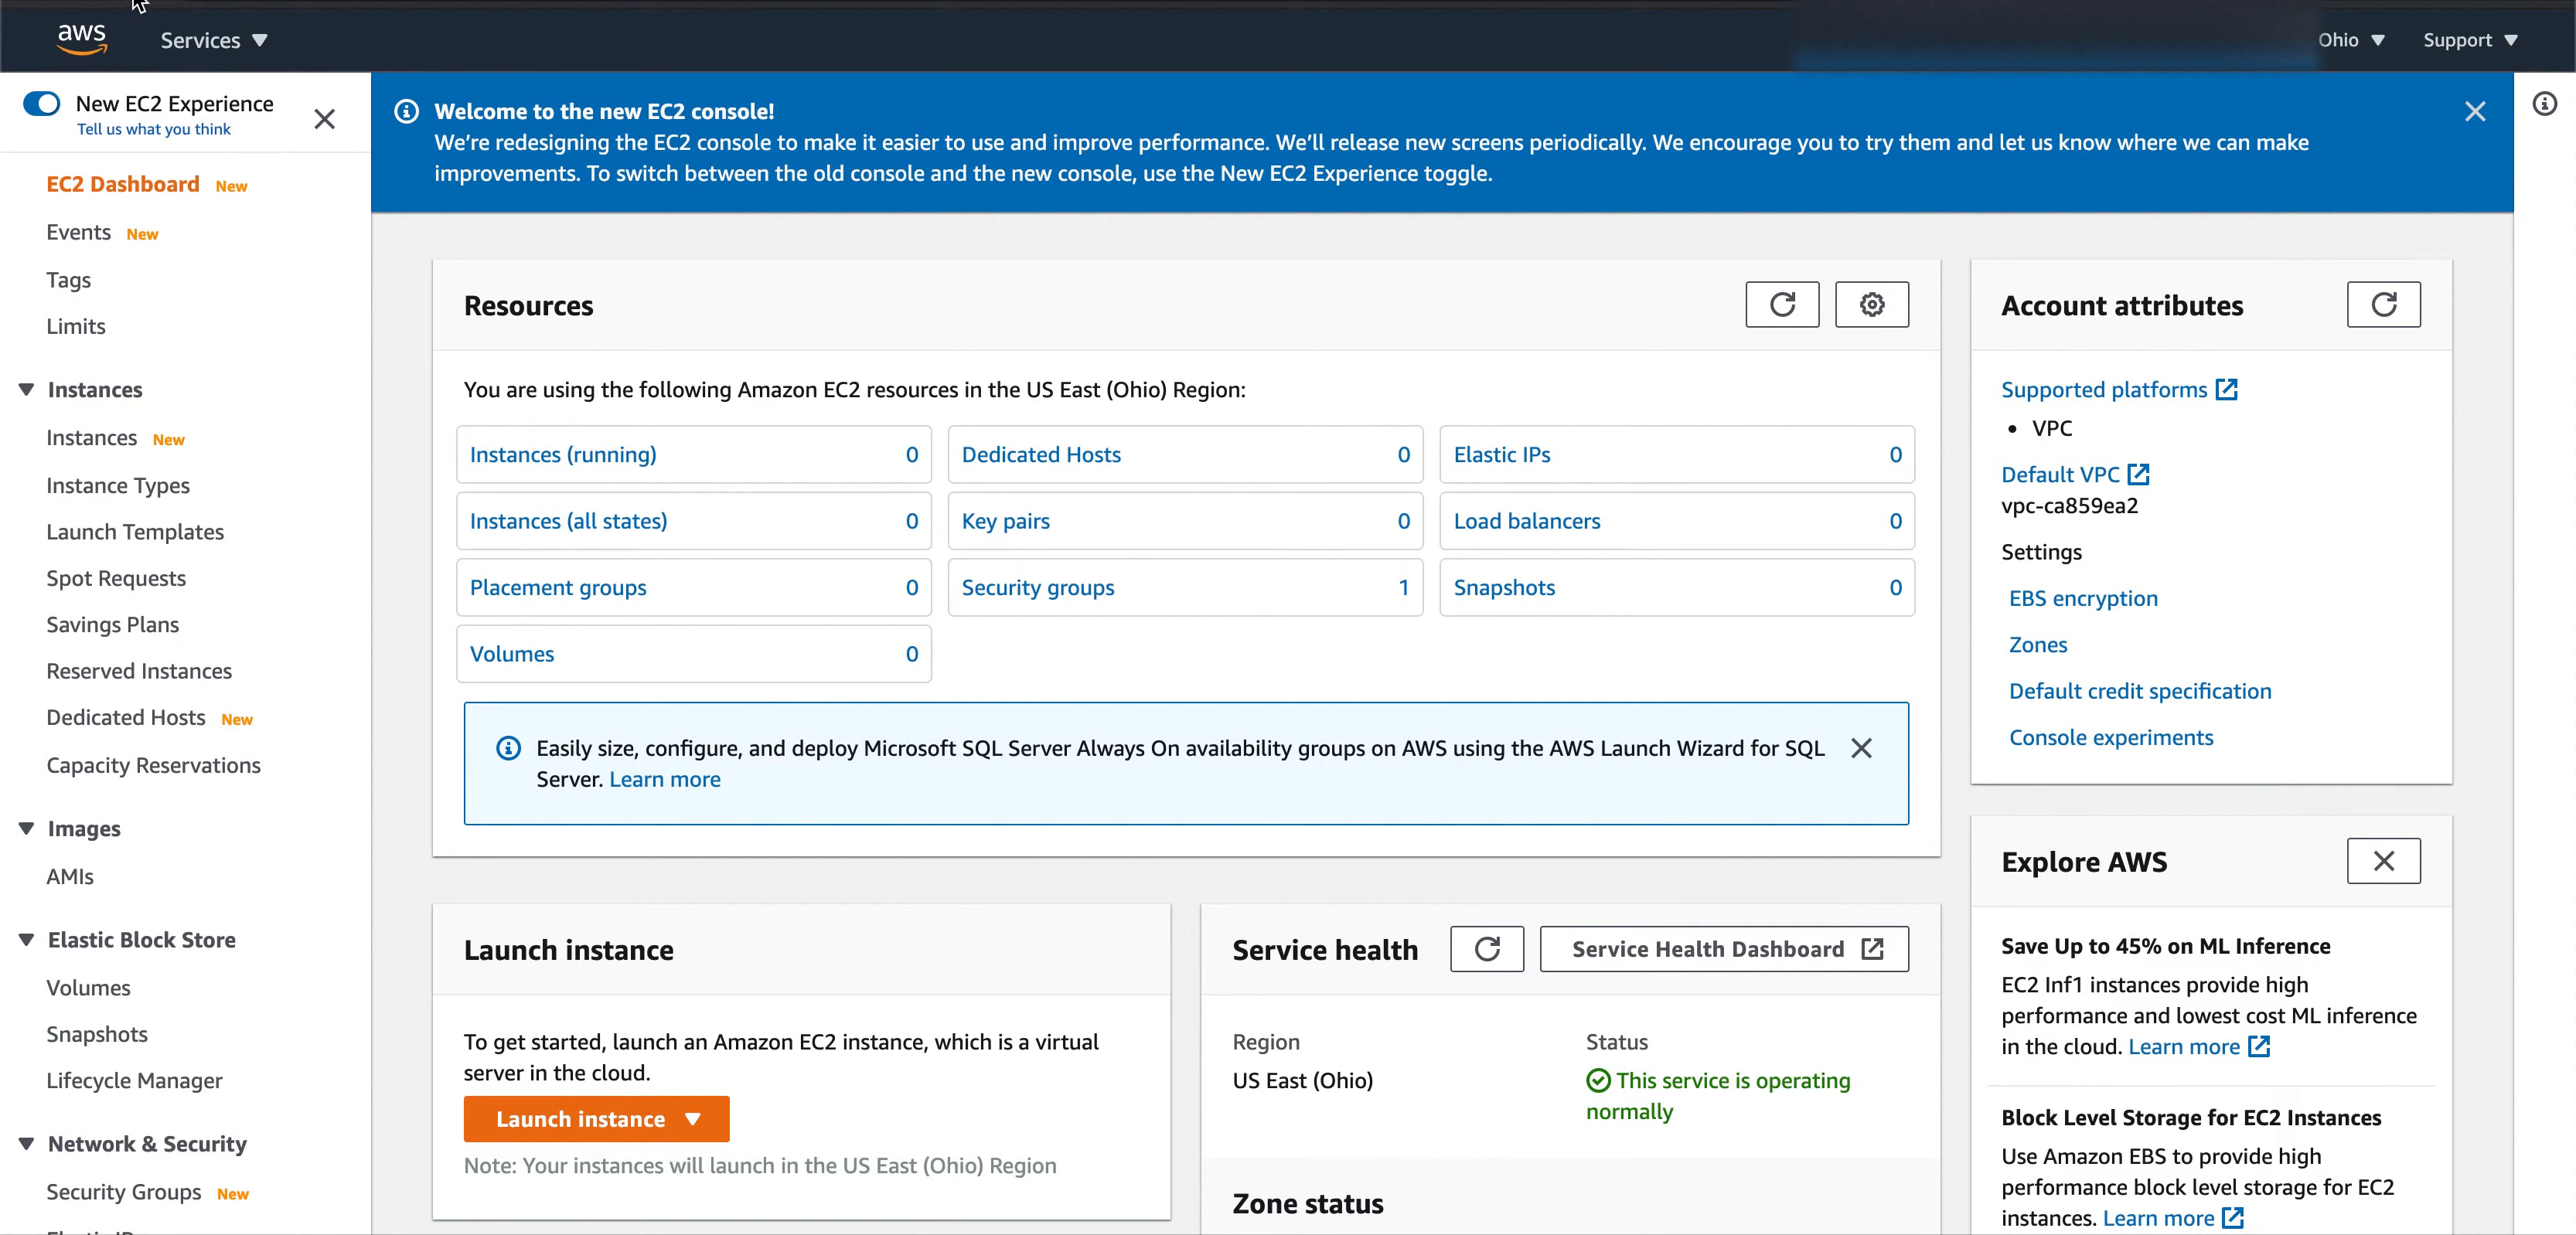 aws
Services
Ohio
Support
New EC2 Experience
Tell us what you think
EC2 Dashboard New
Events New
Tags
Limits
Instances
Instances New
Instance Types
Launch Templates
Spot Requests
Savings Plans
Reserved Instances
Dedicated Hosts New
Capacity Reservations
Images
AMIs
Elastic Block Store
Volumes
Snapshots
Lifecycle Manager
Network & Security
Security Groups New
Welcome to the new EC2 console!
We're redesigning the EC2 console to make it easier to use and improve performance. We'll release new screens periodically. We encourage you to try them and let us know where we can make
improvements. To switch between the old console and the new console, use the New EC2 Experience toggle.
Resources
You are using the following Amazon EC2 resources in the US East (Ohio) Region:
Instances (running) 0
Dedicated Hosts 0
Elastic IPs 0
Instances (all states) 0
Key pairs 0
Load balancers 0
Placement groups 0
Security groups 1
Snapshots 0
Volumes 0
Easily size, configure, and deploy Microsoft SQL Server Always On availability groups on AWS using the AWS Launch Wizard for SQL
Server. Learn more
Launch instance
To get started, launch an Amazon EC2 instance, which is a virtual
server in the cloud.
Launch instance
Note: Your instances will launch in the US East (Ohio) Region
Service health
Service Health Dashboard
Region
US East (Ohio)
Status
This service is operating
normally
Zone status
Account attributes
Supported platforms
• VPC
Default VPC
vpc-ca859ea2
Settings
EBS encryption
Zones
Default credit specification
Console experiments
Explore AWS
Save Up to 45% on ML Inference
EC2 Inf1 instances provide high
performance and lowest cost ML inference
in the cloud. Learn more
Block Level Storage for EC2 Instances
Use Amazon EBS to provide high
performance block level storage for EC2
instances. Learn more